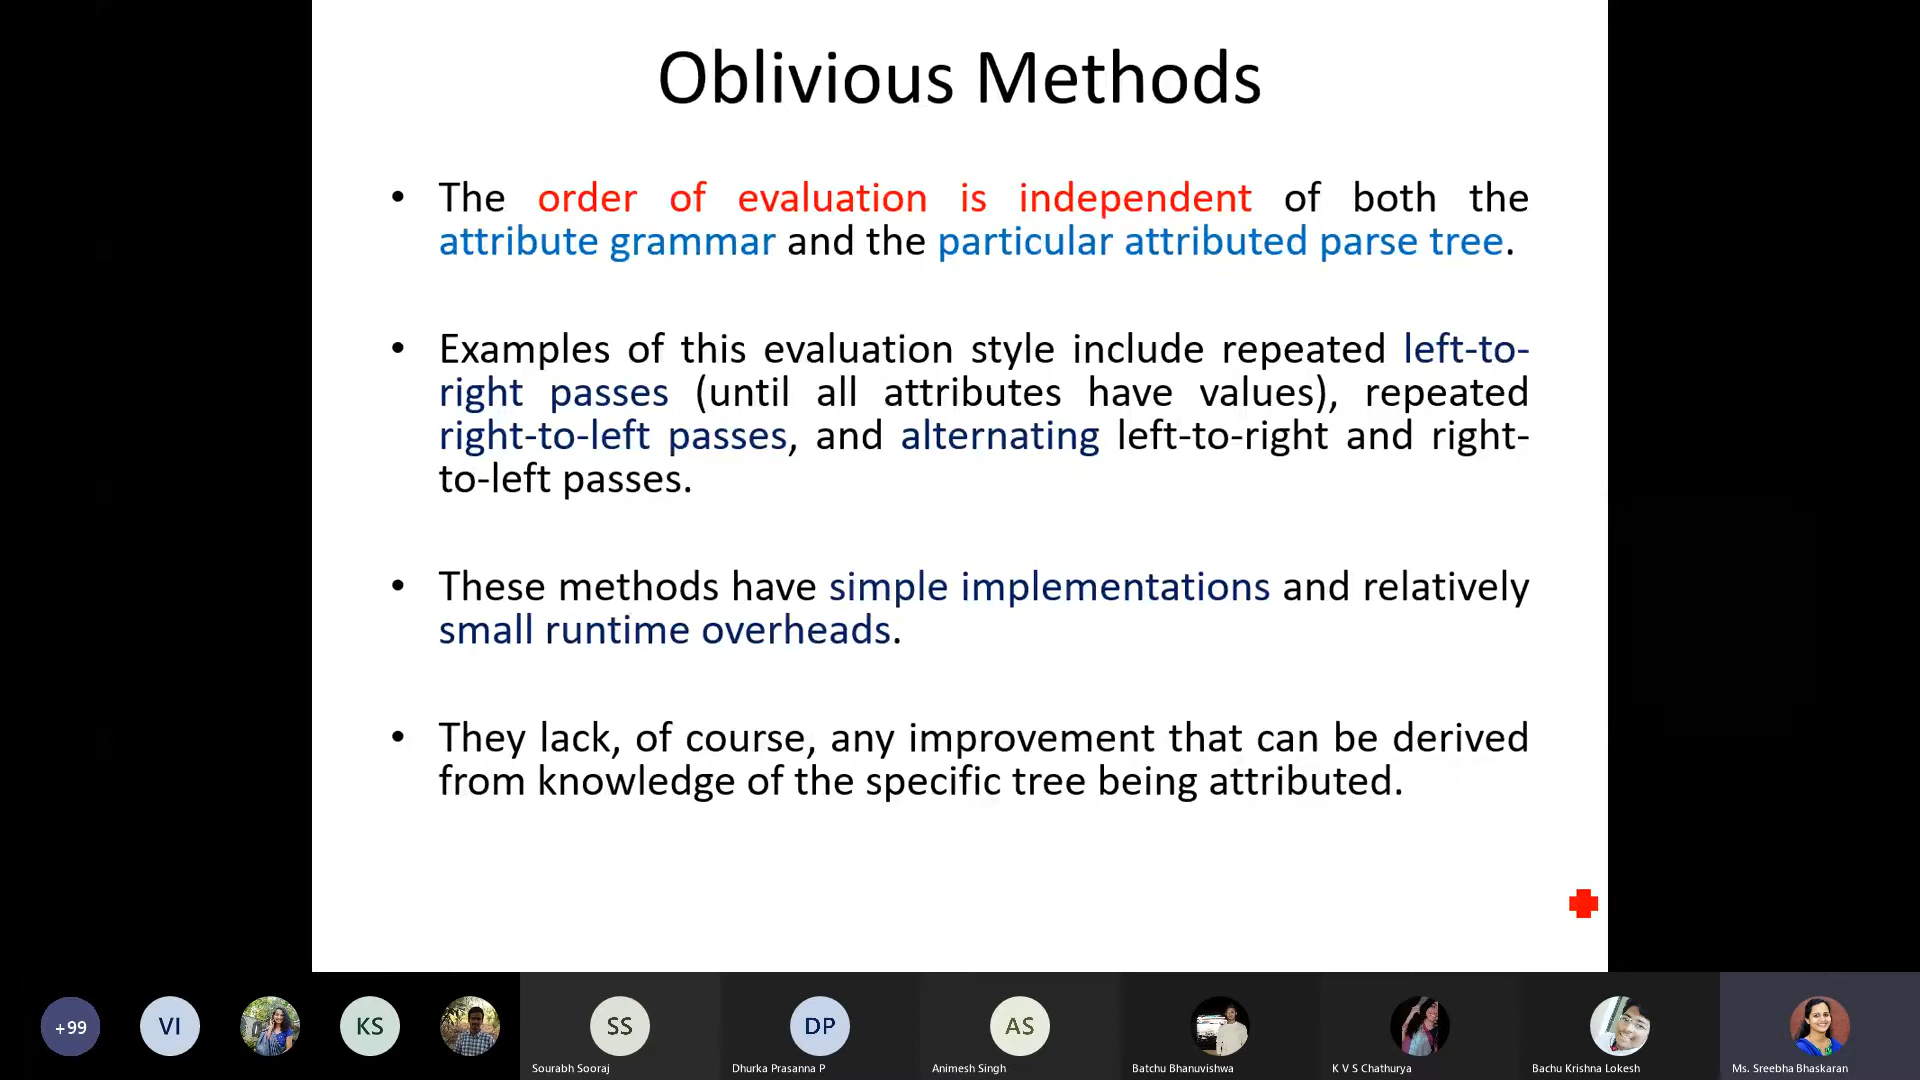 Oblivious Methods
• The order of evaluation is independent of both the
attribute grammar and the particular attributed parse tree.
• Examples of this evaluation style include repeated left-to-
right passes (until all attributes have values), repeated
right-to-left passes, and alternating left-to-right and right-
to-left passes.
• These methods have simple implementations and relatively
small runtime overheads.
• They lack, of course, any improvement that can be derived
from knowledge of the specific tree being attributed.
+99
VI
KS
SS
DP
AS
Sourabh Sooraj
Dhurka Prasanna P
Animesh Singh
Batchu Bhanuvishwa
K V S Chathurya
Bachu Krishna Lokesh
Ms. Sreebha Bhaskaran